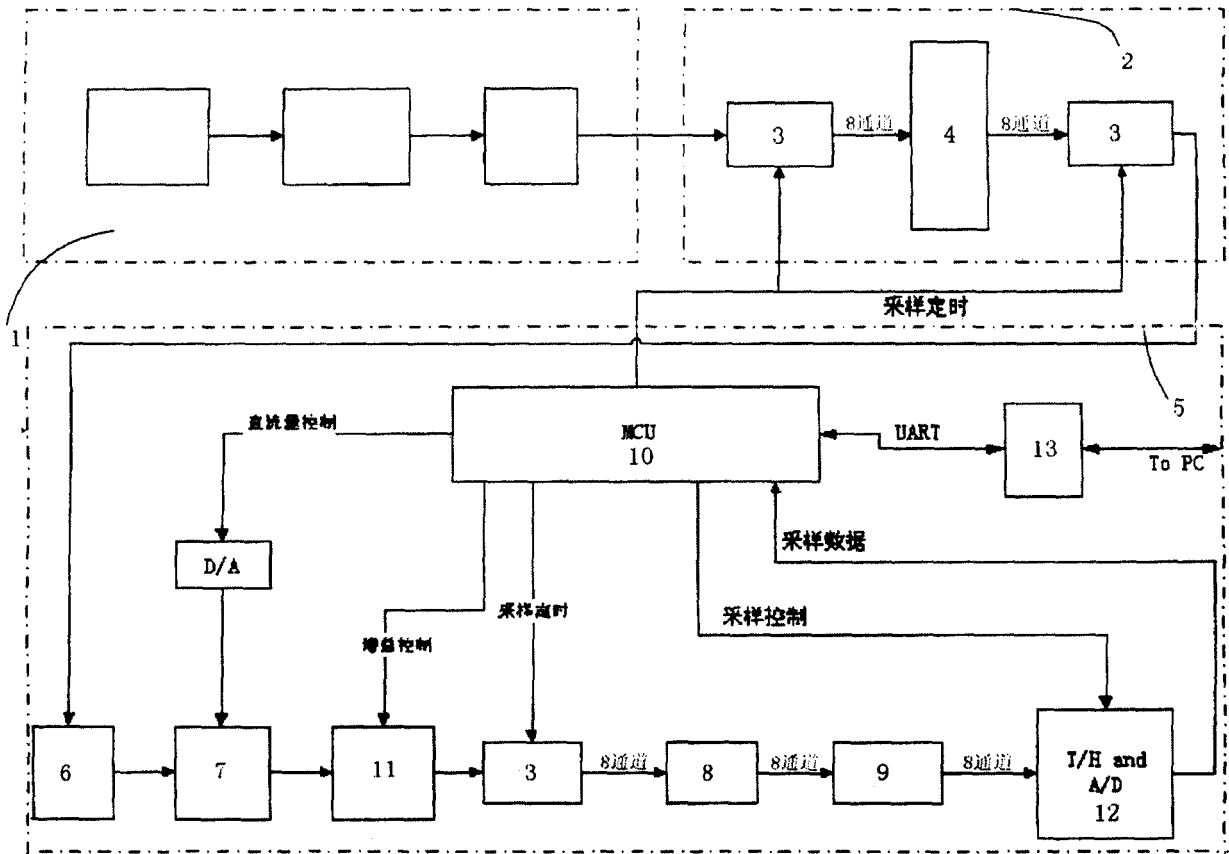 2
3
8通道
4
8通道
3
采样定时
1
5
直流量控制
MCU
10
UART
13
To PC
D/A
采样数据
采样定时
采样控制
增益控制
6
7
11
3
8通道
8
8通道
9
8通道
T/H and
A/D
12